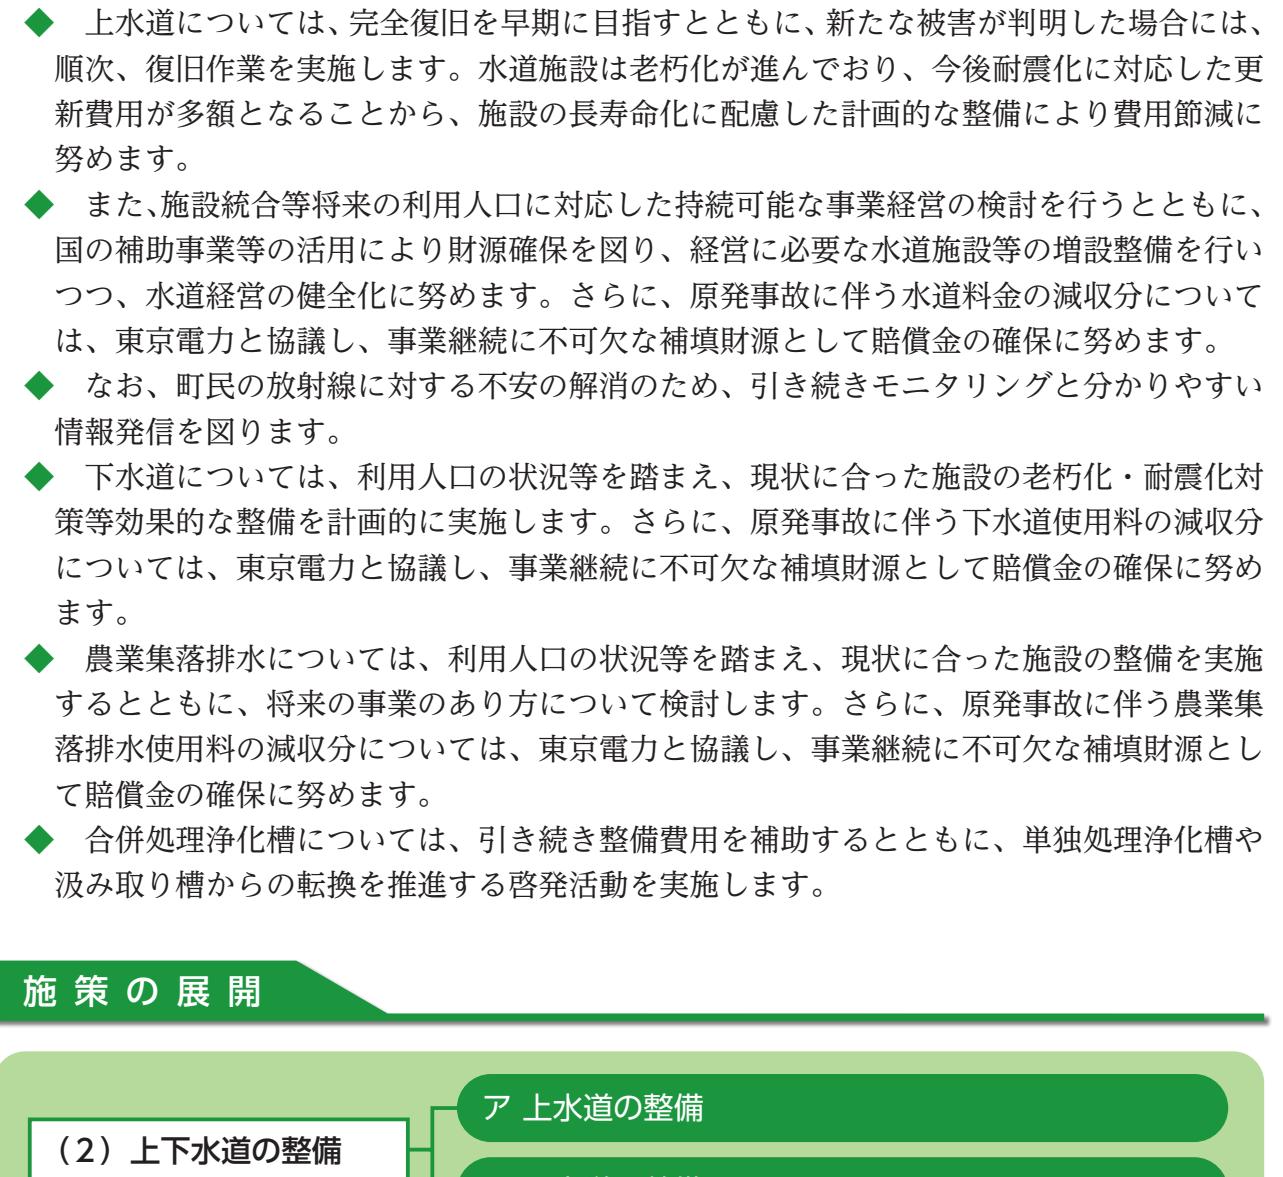 ◆　上水道については、完全復旧を早期に目指すとともに、新たな被害が判明した場合には、
順次、復旧作業を実施します。水道施設は老朽化が進んでおり、今後耐震化に対応した更
新費用が多額となることから、施設の長寿命化に配慮した計画的な整備により費用節減に
努めます。
◆　また、施設統合等将来の利用人口に対応した持続可能な事業経営の検討を行うとともに、
国の補助事業等の活用により財源確保を図り、経営に必要な水道施設等の増設整備を行い
つつ、水道経営の健全化に努めます。さらに、原発事故に伴う水道料金の減収分について
は、東京電力と協議し、事業継続に不可欠な補填財源として賠償金の確保に努めます。
◆　なお、町民の放射線に対する不安の解消のため、引き続きモニタリングと分かりやすい
情報発信を図ります。
◆　下水道については、利用人口の状況等を踏まえ、現状に合った施設の老朽化・耐震化対
策等効果的な整備を計画的に実施します。さらに、原発事故に伴う下水道使用料の減収分
については、東京電力と協議し、事業継続に不可欠な補填財源として賠償金の確保に努め
ます。
◆　農業集落排水については、利用人口の状況等を踏まえ、現状に合った施設の整備を実施
するとともに、将来の事業のあり方について検討します。さらに、原発事故に伴う農業集
落排水使用料の減収分については、東京電力と協議し、事業継続に不可欠な補填財源とし
て賠償金の確保に努めます。
◆　合併処理浄化槽については、引き続き整備費用を補助するとともに、単独処理浄化槽や
汲み取り槽からの転換を推進する啓発活動を実施します。
施策の展開
ア 上水道の整備
（2）上下水道の整備